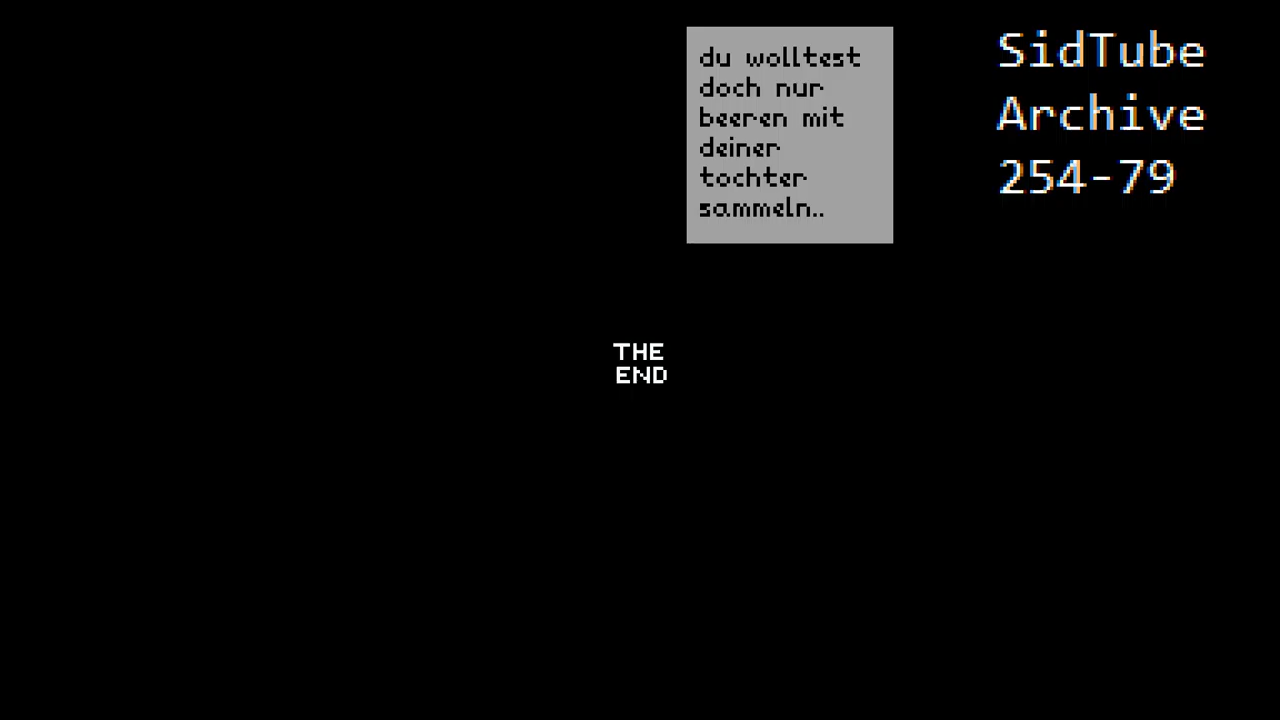 du wolltest
doch nur
beeren mit
deiner
tochter
sammeln..
SidTube
Archive
254-79
THE
END